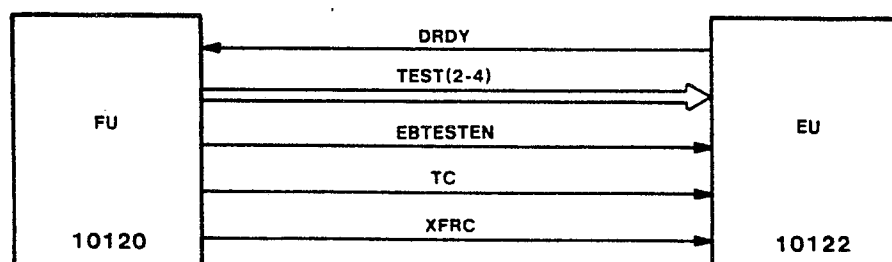 DRDY
TEST(2-4)
FU
EU
EBTESTEN
TC
XFRC
10120
10122